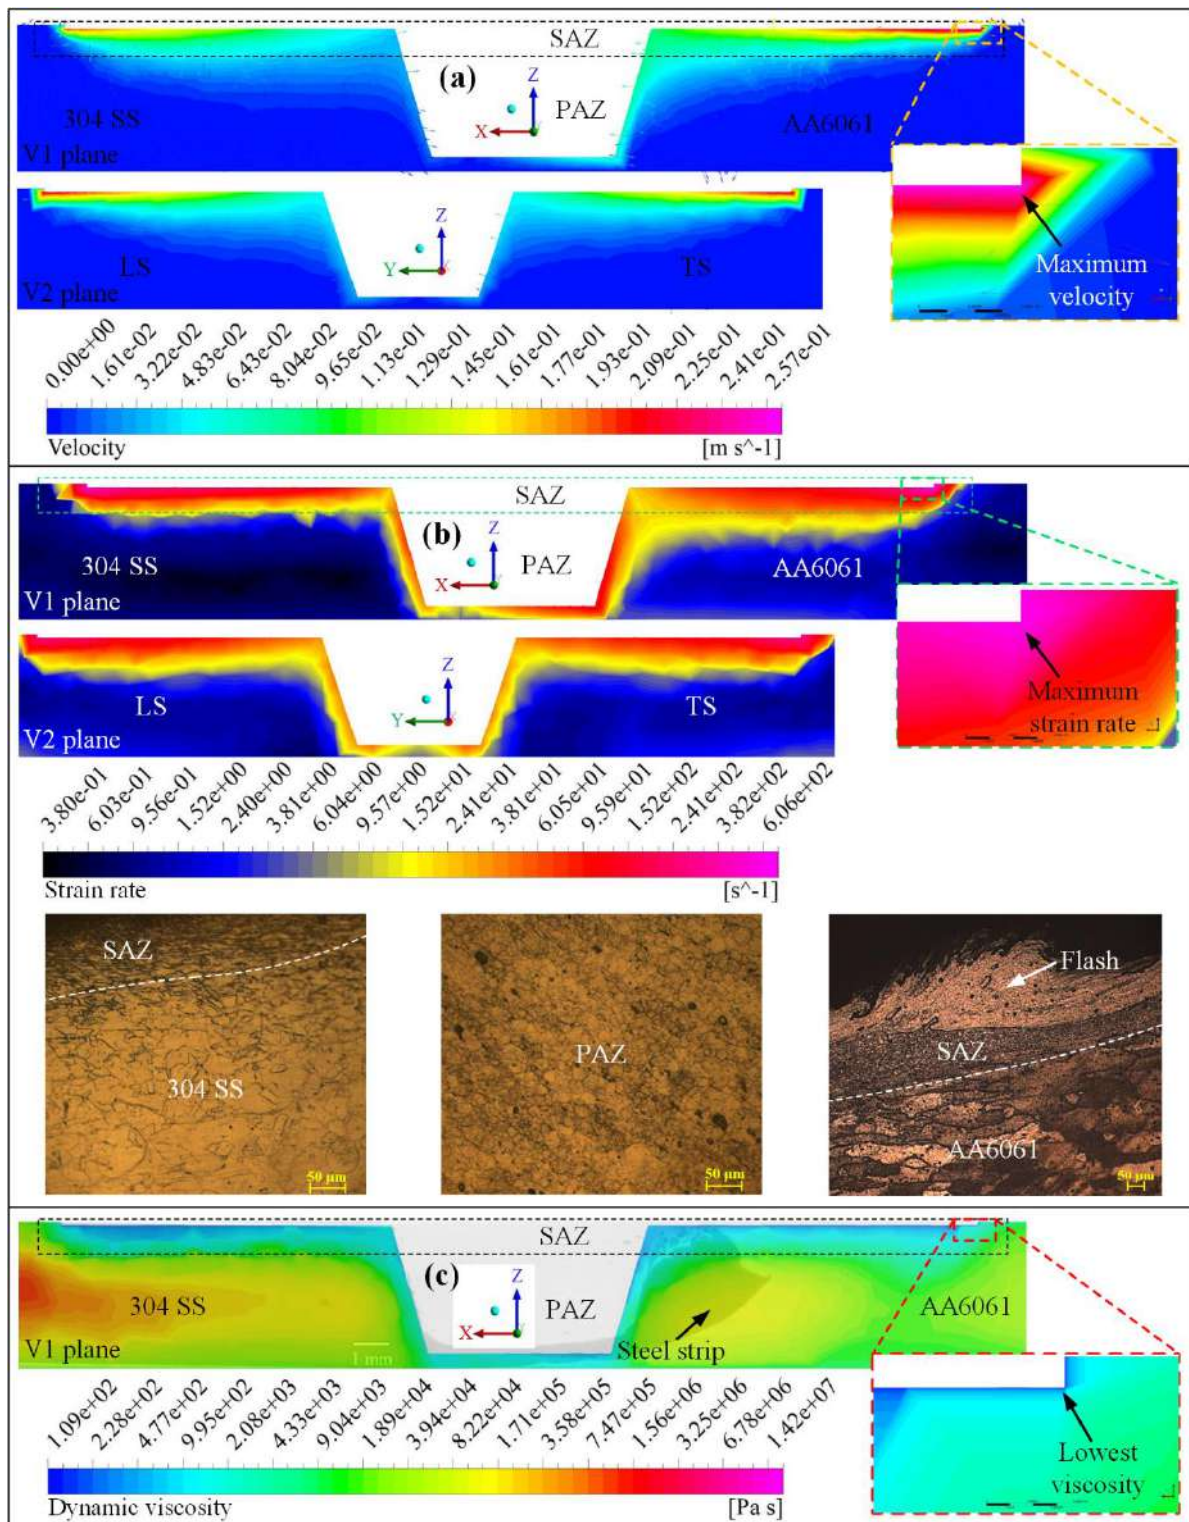 SAZ
(a)
Z
X
PAZ
304 SS
AA6061
V1 plane
Z
Y
LS
TS
V2 plane
Maximum
velocity
0.00e+00
1.61e-02
3.22e-02
4.83e-02
6.43e-02
8.04e-02
9.65e-02
1.13e-01
1.29e-01
1.45e-01
1.61e-01
1.77e-01
1.93e-01
2.09e-01
2.25e-01
2.41e-01
2.57e-01
Velocity
[m s^-1]
SAZ
(b)
Z
X
PAZ
304 SS
AA6061
V1 plane
Z
Y
LS
TS
V2 plane
Maximum
strain rate
3.80e-01
6.03e-01
9.56e-01
1.52e+00
2.40e+00
3.81e+00
6.04e+00
9.57e+00
1.52e+01
2.41e+01
3.81e+01
6.05e+01
9.59e+01
1.52e+02
2.41e+02
3.82e+02
6.06e+02
Strain rate
[s^-1]
SAZ
304 SS
50 μm
PAZ
50 μm
Flash
SAZ
AA6061
50 μm
SAZ
(c)
Z
X
PAZ
304 SS
AA6061
Steel strip
V1 plane
1 mm
Lowest
viscosity
1.09e+02
2.28e+02
4.77e+02
9.95e+02
2.08e+03
4.33e+03
9.04e+03
1.89e+04
3.94e+04
8.22e+04
1.71e+05
3.58e+05
7.47e+05
1.56e+06
3.25e+06
6.78e+06
1.42e+07
Dynamic viscosity
[Pa s]